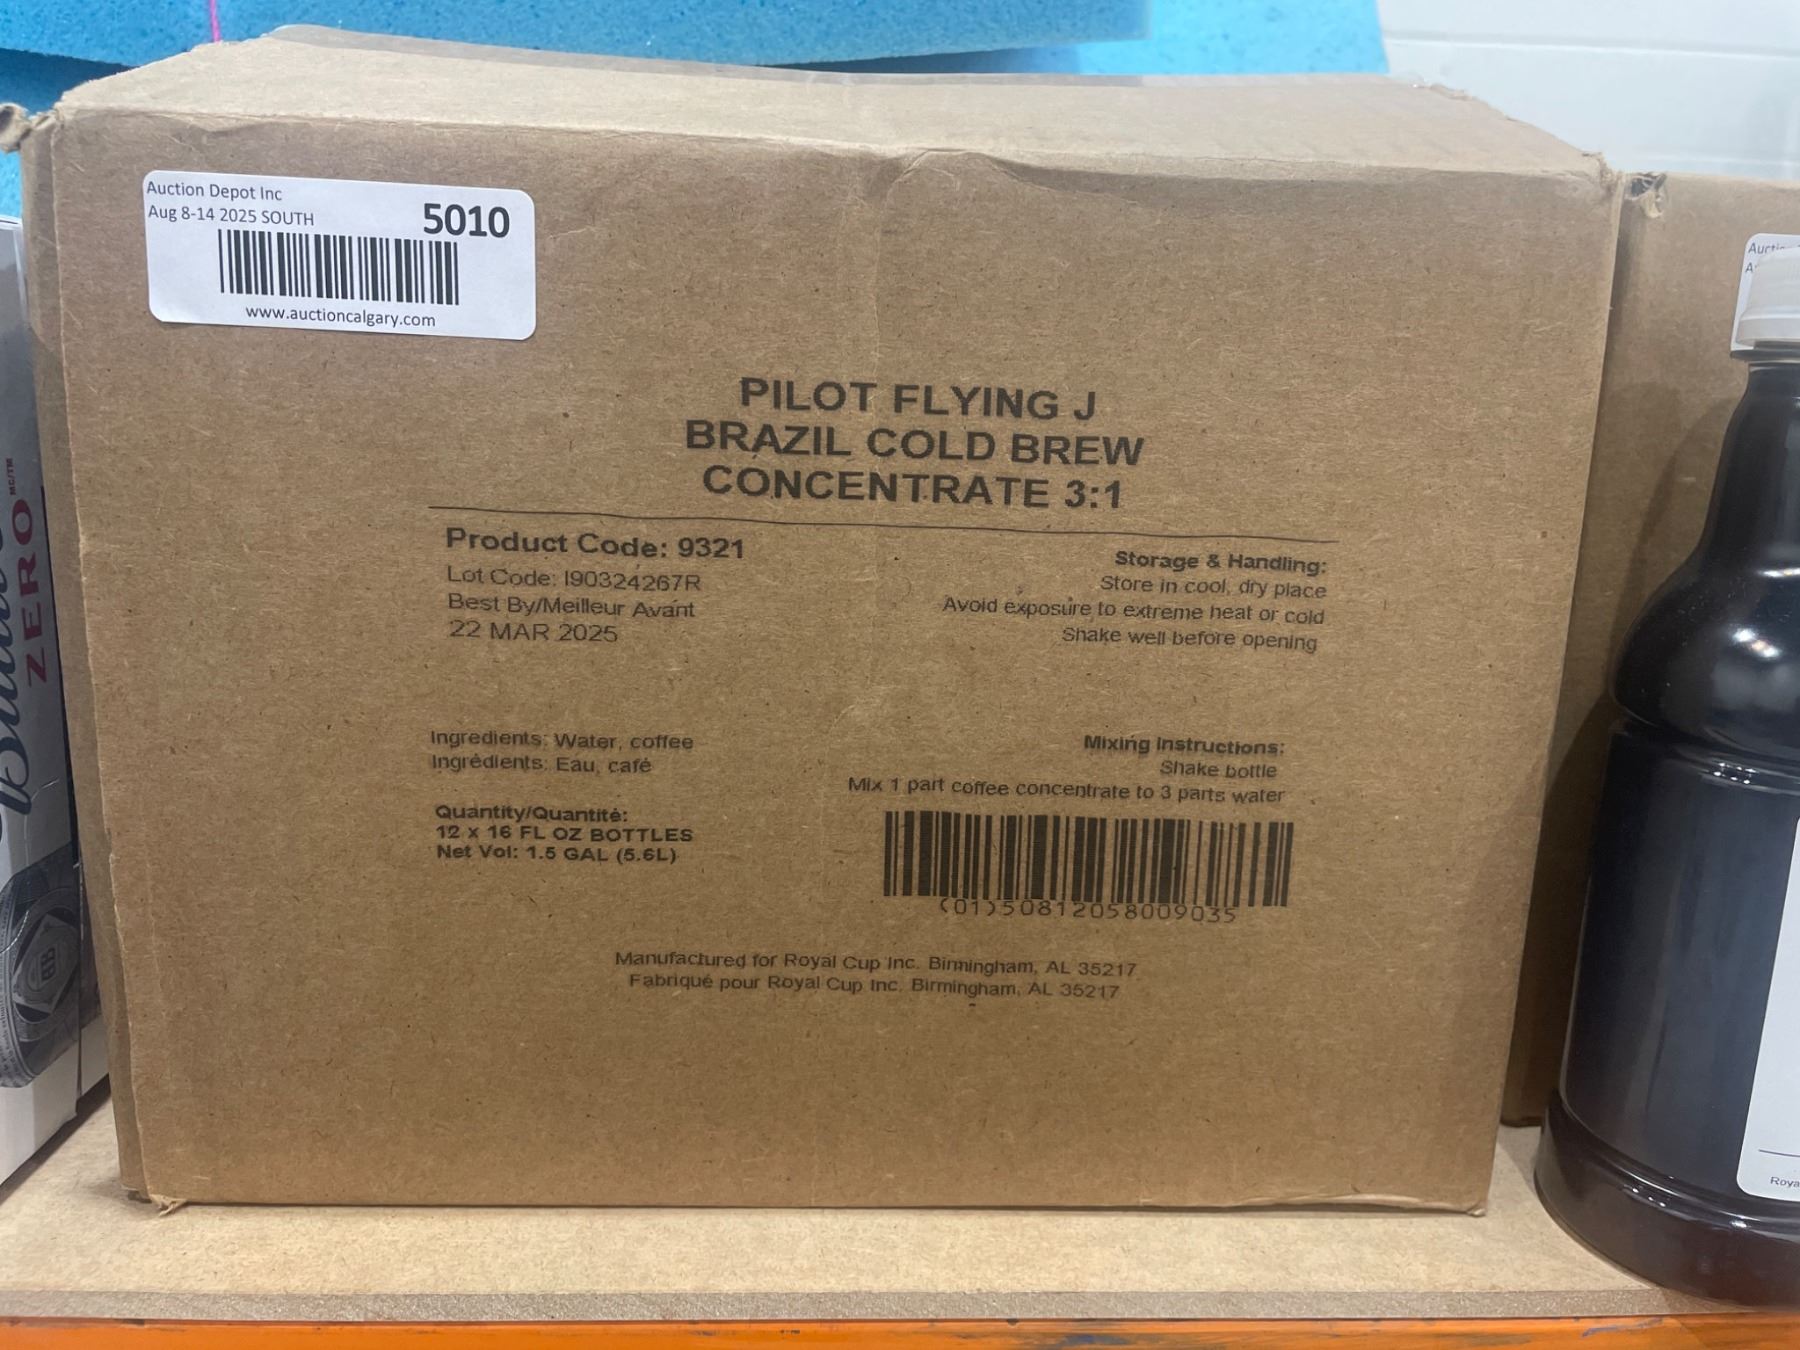 Auction Depot Inc
Aug 8-14 2025 SOUTH
5010
www.auctioncalgary.com
PILOT FLYING J
BRAZIL COLD BREW
CONCENTRATE 3:1
Product Code: 9321
Lot Code: I90324267R
Best By/Meilleur Avant
22 MAR 2025
Storage & Handling:
Store in cool, dry place
Avoid exposure to extreme heat or cold
Shake well before opening
Ingredients: Water, coffee
Ingrédients: Eau, café
Quantity/Quantité:
12 x 16 FL OZ BOTTLES
Net Vol: 1.5 GAL (5.6L)
Mixing Instructions:
Shake bottle
Mix 1 part coffee concentrate to 3 parts water
(01)50812058009035
Manufactured for Royal Cup Inc. Birmingham, AL 35217
Fabriqué pour Royal Cup Inc. Birmingham, AL 35217
ZERO MC/TM